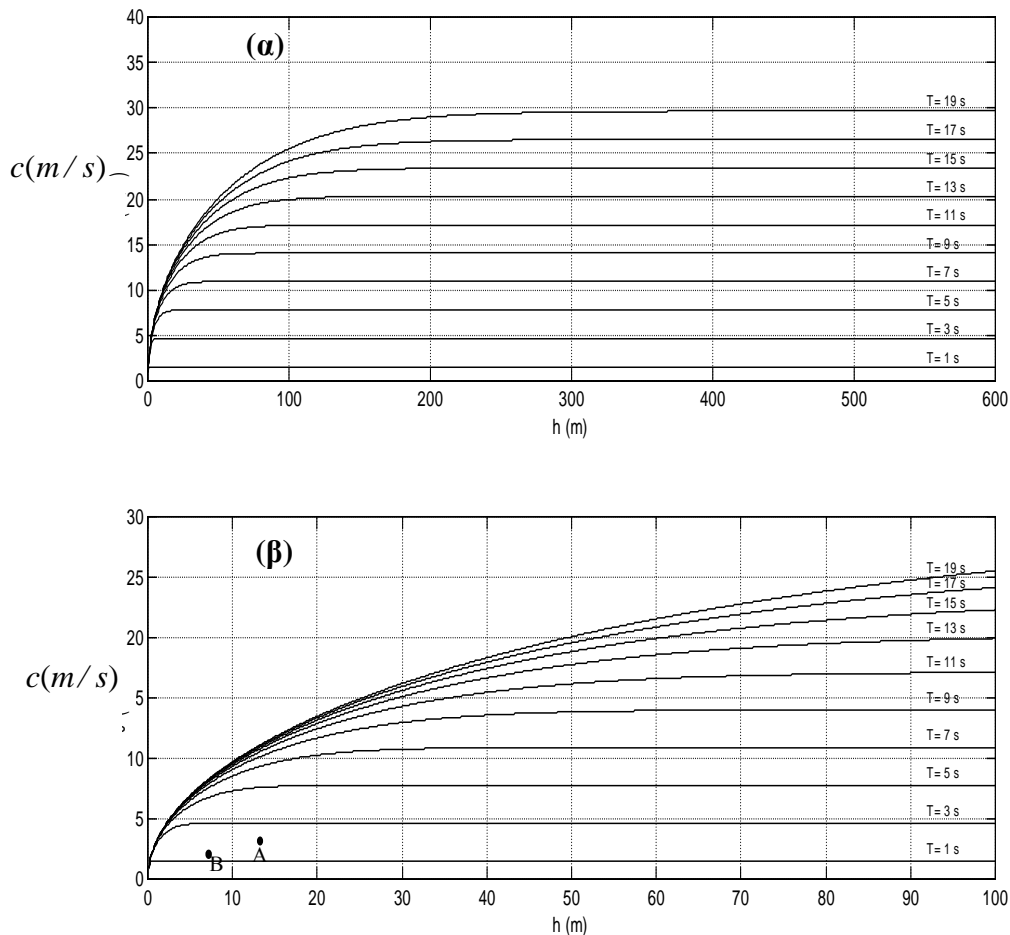 40
(α)
35
30
T= 19 s
T= 17 s
25
T= 15 s
c(m/s)
20
T= 13 s
T= 11 s
15
T= 9 s
10
T= 7 s
T= 5 s
5
T= 3 s
T= 1 s
0
0 100 200 300 400 500 600
h (m)
30
(β)
25
T= 19 s
T= 17 s
T= 15 s
20
T= 13 s
c(m/s)
T= 11 s
5
T= 9 s
10
T= 7 s
T= 5 s
5
T= 3 s
B A
T= 1 s
0
0 10 20 30 40 50 60 70 80 90 100
h (m)